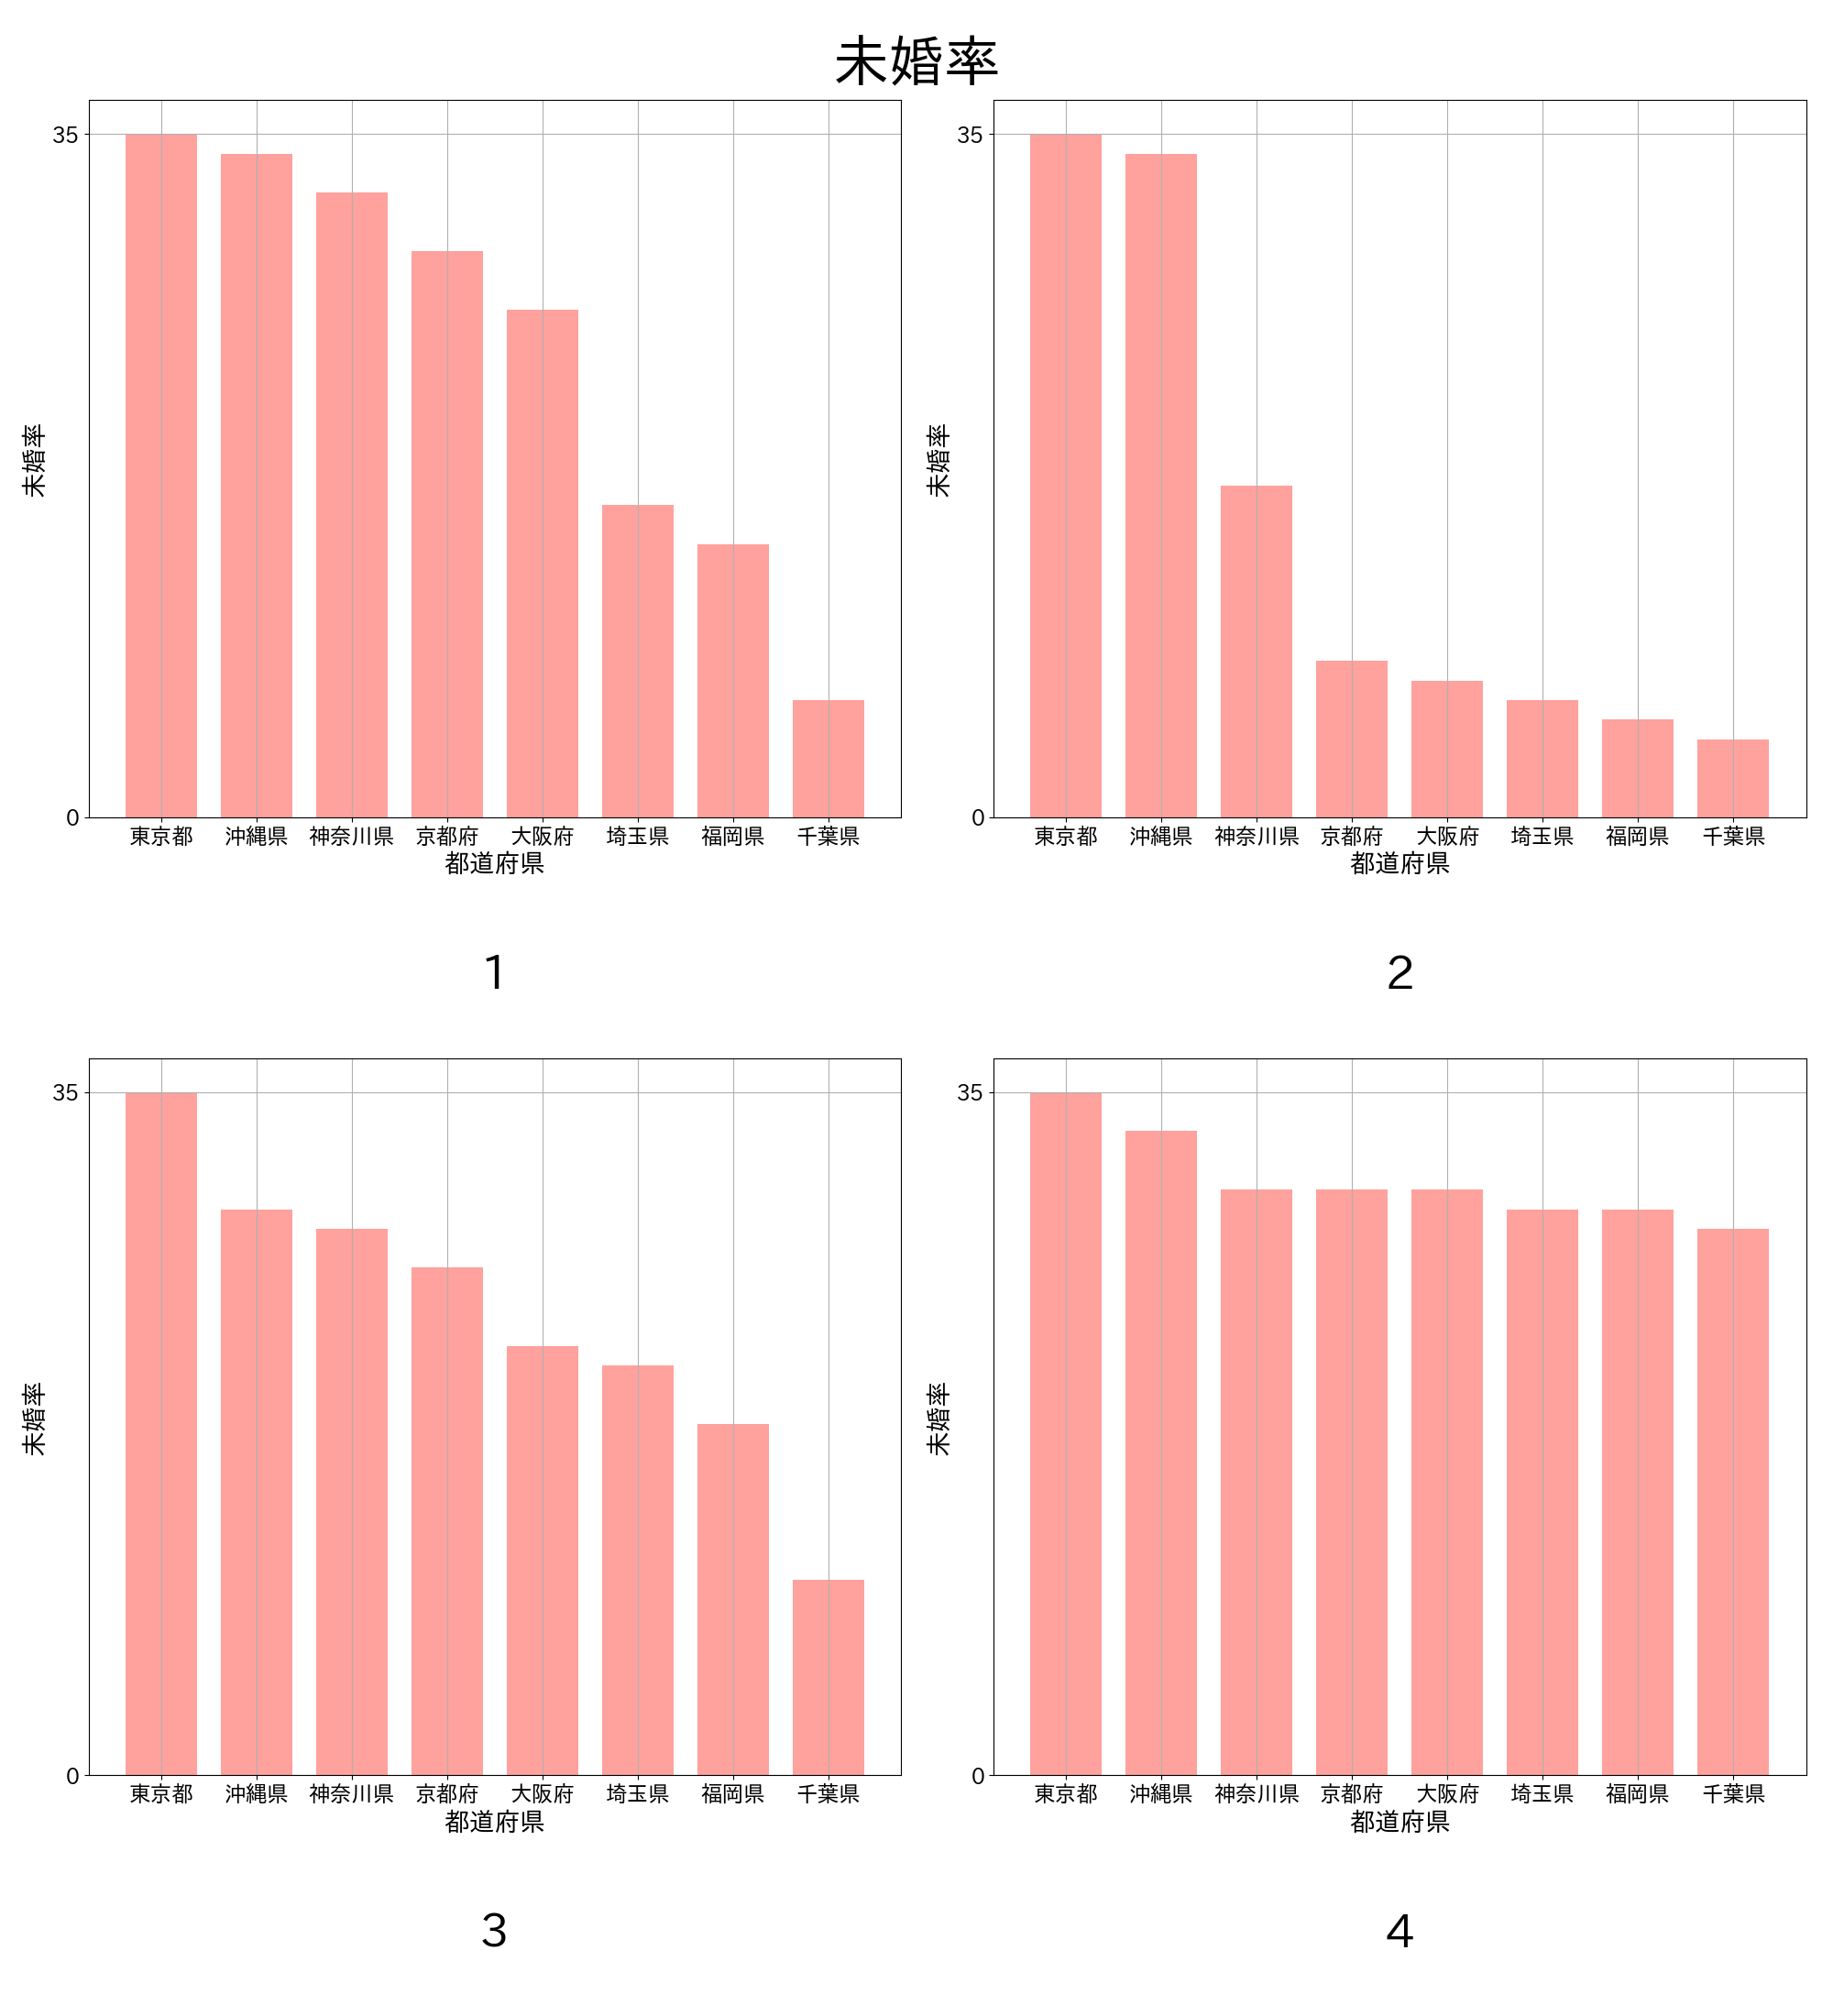 未婚率
35
35
未婚率
未婚率
0
0
東京都 沖縄県 神奈川県 京都府 大阪府 埼玉県 福岡県 千葉県
東京都 沖縄県 神奈川県 京都府 大阪府 埼玉県 福岡県 千葉県
都道府県
都道府県
1
2
35
35
未婚率
未婚率
0
0
東京都 沖縄県 神奈川県 京都府 大阪府 埼玉県 福岡県 千葉県
東京都 沖縄県 神奈川県 京都府 大阪府 埼玉県 福岡県 千葉県
都道府県
都道府県
3
4